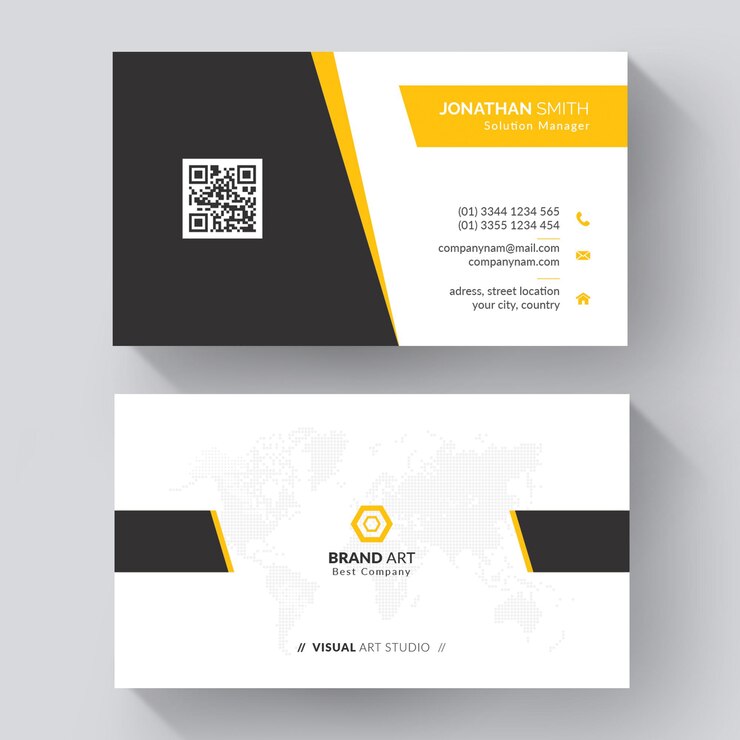 JONATHAN SMITH
Solution Manager
(01) 3344 1234 565
(01) 3355 1234 454
companynam@mail.com
companynam.com
adress, street location
your city, country
BRAND ART
Best Company
// VISUAL ART STUDIO //